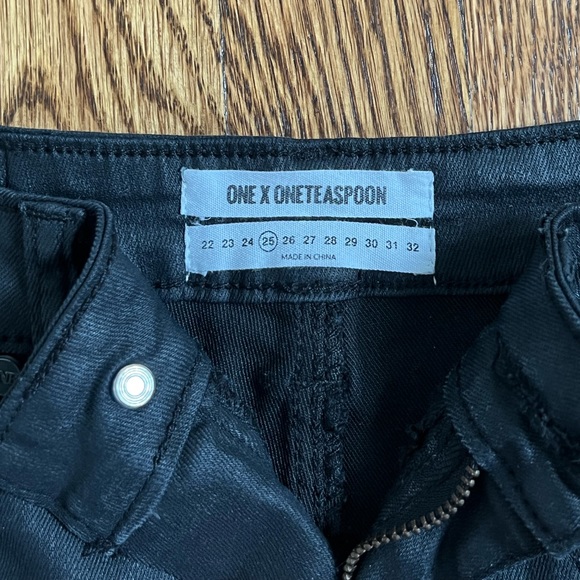 ONE X ONETEASPOON
22 23 24 25 26 27 28 29 30 31 32
MADE IN CHINA